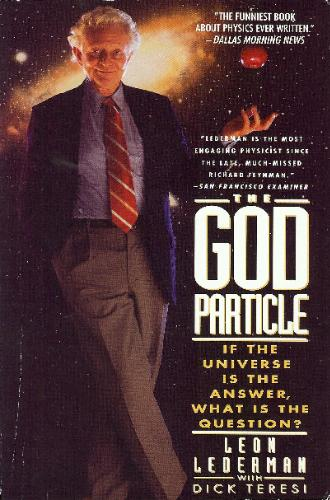 "THE FUNNIEST BOOK
ABOUT PHYSICS EVER WRITTEN."
—DALLAS MORNING NEWS
"LEDERMAN IS THE MOST
ENGAGING PHYSICIST SINCE
THE LATE, MUCH-MISSED
RICHARD FEYNMAN."
—SAN FRANCISCO EXAMINER
THE
GOD
PARTICLE
IF THE
UNIVERSE
IS THE
ANSWER,
WHAT IS THE
QUESTION?
LEON
LEDERMAN
WITH
DICK TERESI